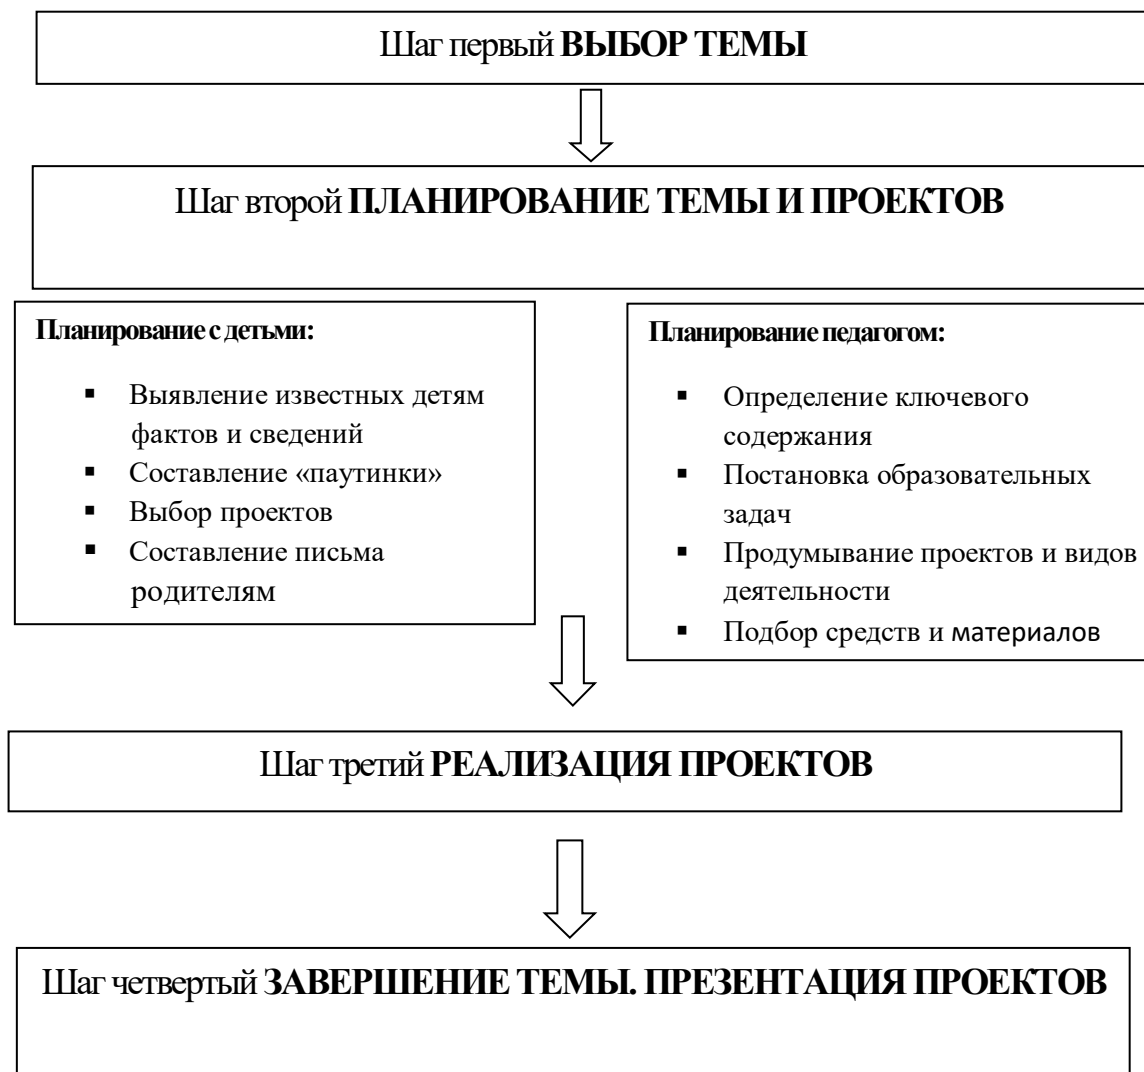 Шаг первый ВЫБОР ТЕМЫ
Шаг второй ПЛАНИРОВАНИЕ ТЕМЫ И ПРОЕКТОВ
Планирование с детьми:
▪ Выявление известных детям
фактов и сведений
▪ Составление «паутинки»
▪ Выбор проектов
▪ Составление письма
родителям
Планирование педагогом:
▪ Определение ключевого
содержания
▪ Постановка образовательных
задач
▪ Продумывание проектов и видов
деятельности
▪ Подбор средств и материалов
Шаг третий РЕАЛИЗАЦИЯ ПРОЕКТОВ
Шаг четвертый ЗАВЕРШЕНИЕ ТЕМЫ. ПРЕЗЕНТАЦИЯ ПРОЕКТОВ